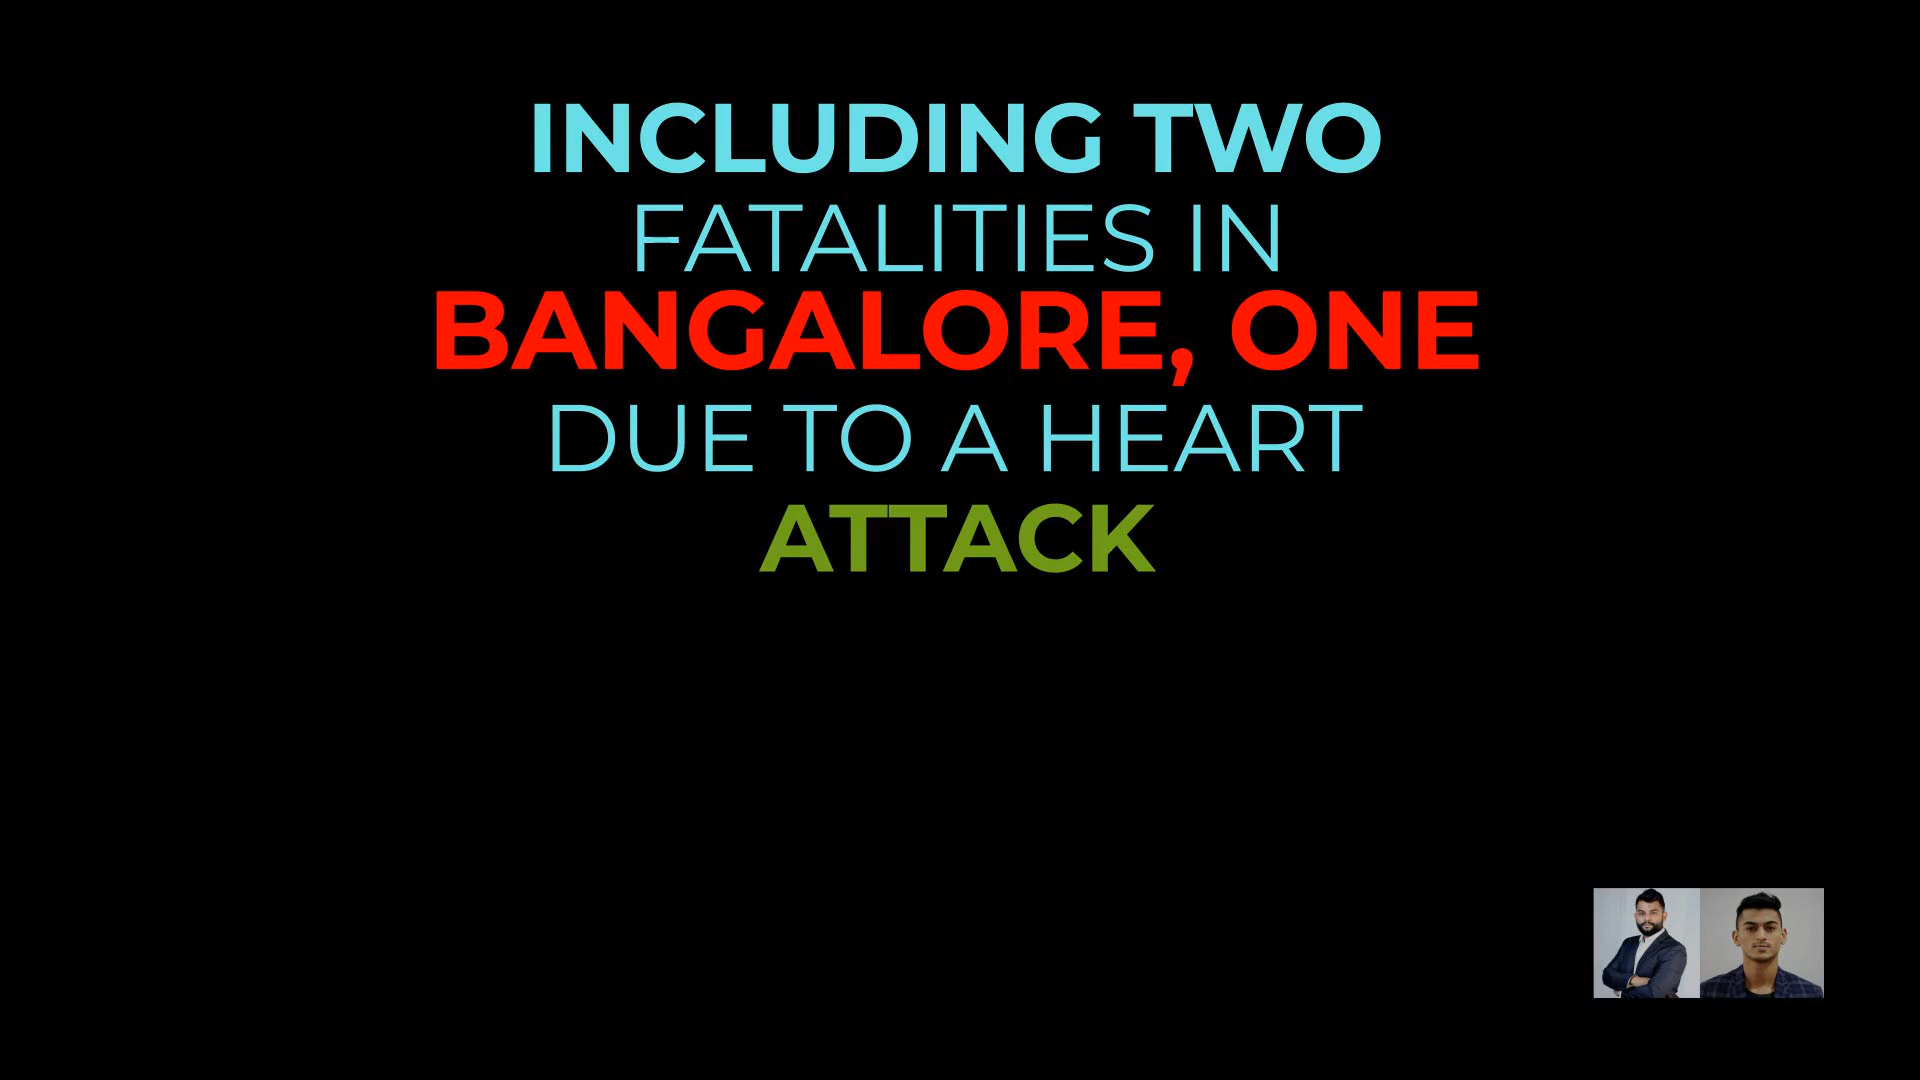 INCLUDING TWO
FATALITIES IN
BANGALORE, ONE
DUE TO A HEART
ATTACK